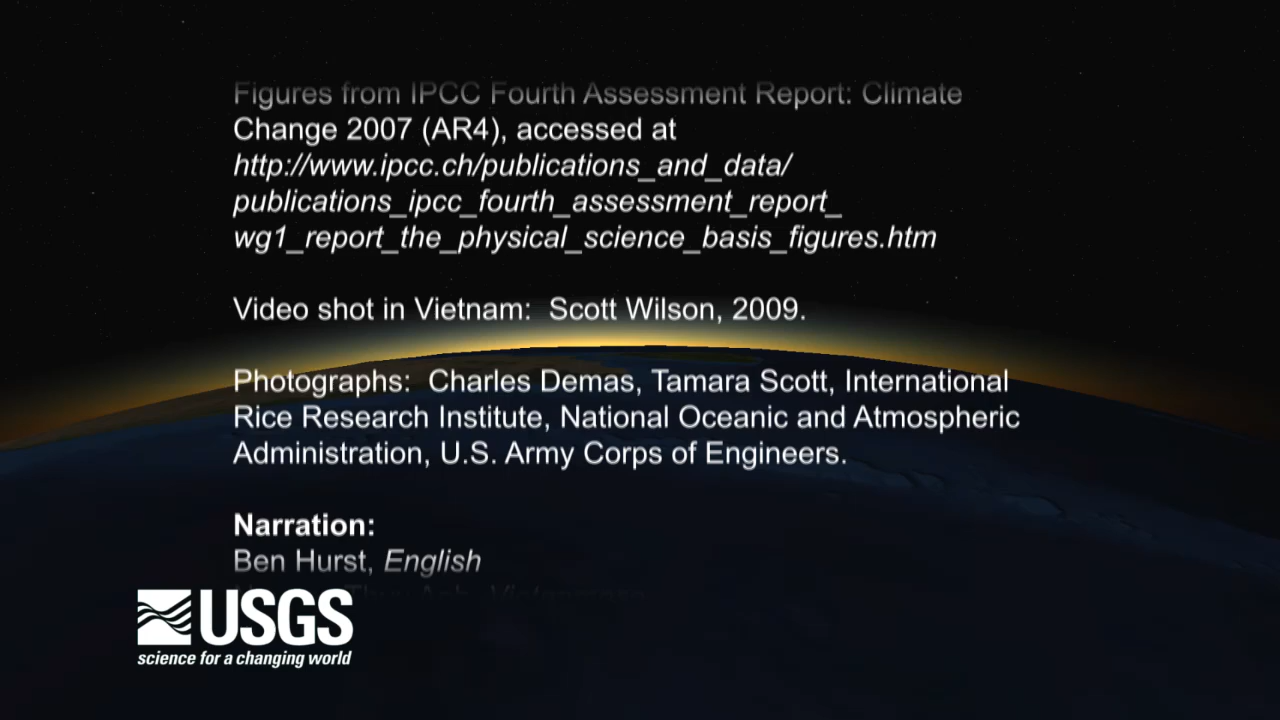 Figures from IPCC Fourth Assessment Report: Climate
Change 2007 (AR4), accessed at
http://www.ipcc.ch/publications_and_data/
publications_ipcc_fourth_assessment_report_
wg1_report_the_physical_science_basis_figures.htm
Video shot in Vietnam: Scott Wilson, 2009.
Photographs: Charles Demas, Tamara Scott, International
Rice Research Institute, National Oceanic and Atmospheric
Administration, U.S. Army Corps of Engineers.
Narration:
Ben Hurst, English
USGS
science for a changing world